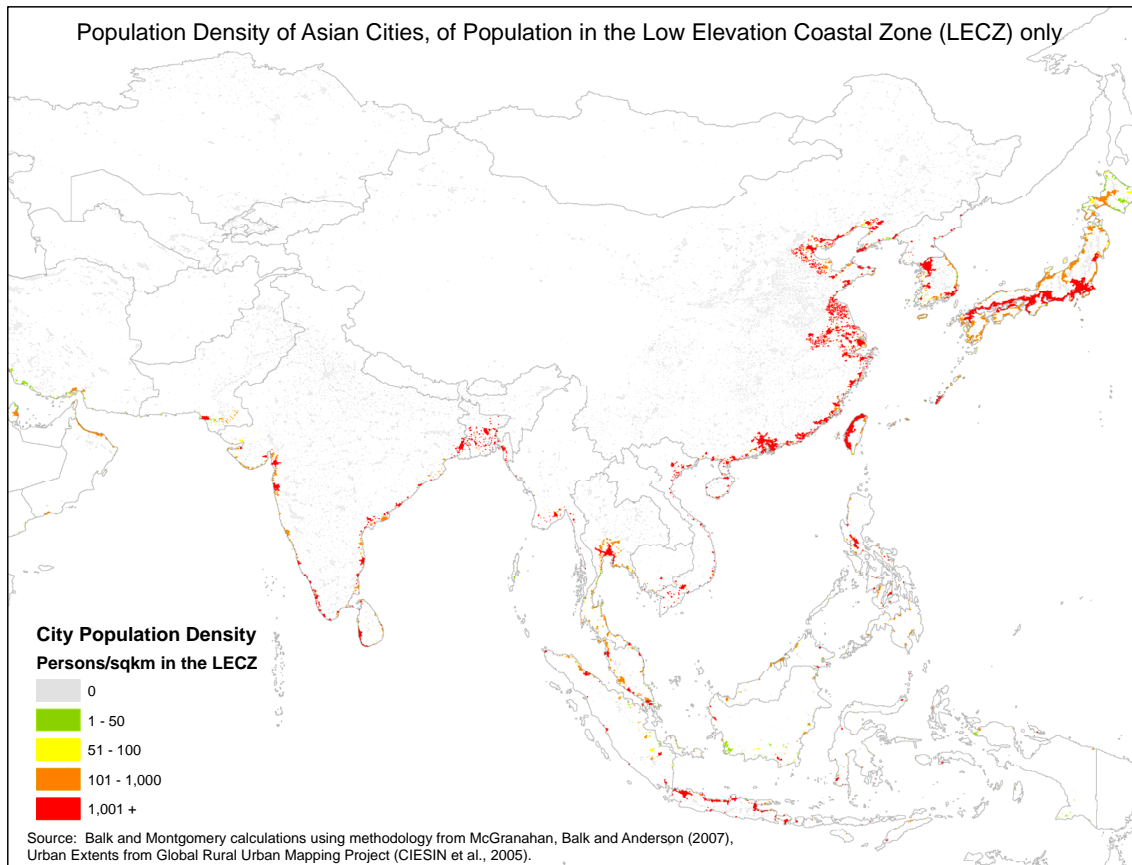 Population Density of Asian Cities, of Population in the Low Elevation Coastal Zone (LECZ) only
City Population Density
Persons/sqkm in the LECZ
0
1 - 50
51 - 100
101 - 1,000
1,001 +
Source: Balk and Montgomery calculations using methodology from McGranahan, Balk and Anderson (2007),
Urban Extents from Global Rural Urban Mapping Project (CIESIN et al., 2005).